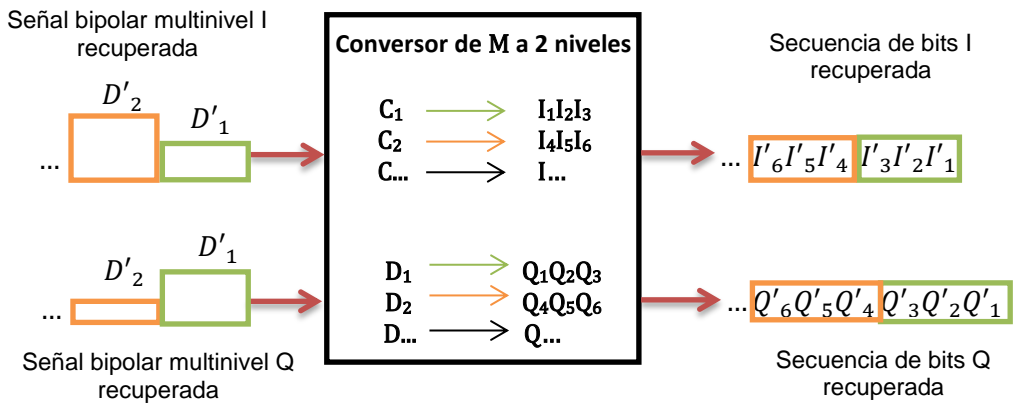 Señal bipolar multinivel I
recuperada
D'₂
D'₁
...
Conversor de M a 2 niveles
C₁ I₁I₂I₃
C₂ I₄I₅I₆
C... I...
Secuencia de bits I
recuperada
... I'₆I'₅I'₄ I'₃I'₂I'₁
D'₂
D'₁
...
Señal bipolar multinivel Q
recuperada
D₁ Q₁Q₂Q₃
D₂ Q₄Q₅Q₆
D... Q...
... Q'₆Q'₅Q'₄ Q'₃Q'₂Q'₁
Secuencia de bits Q
recuperada